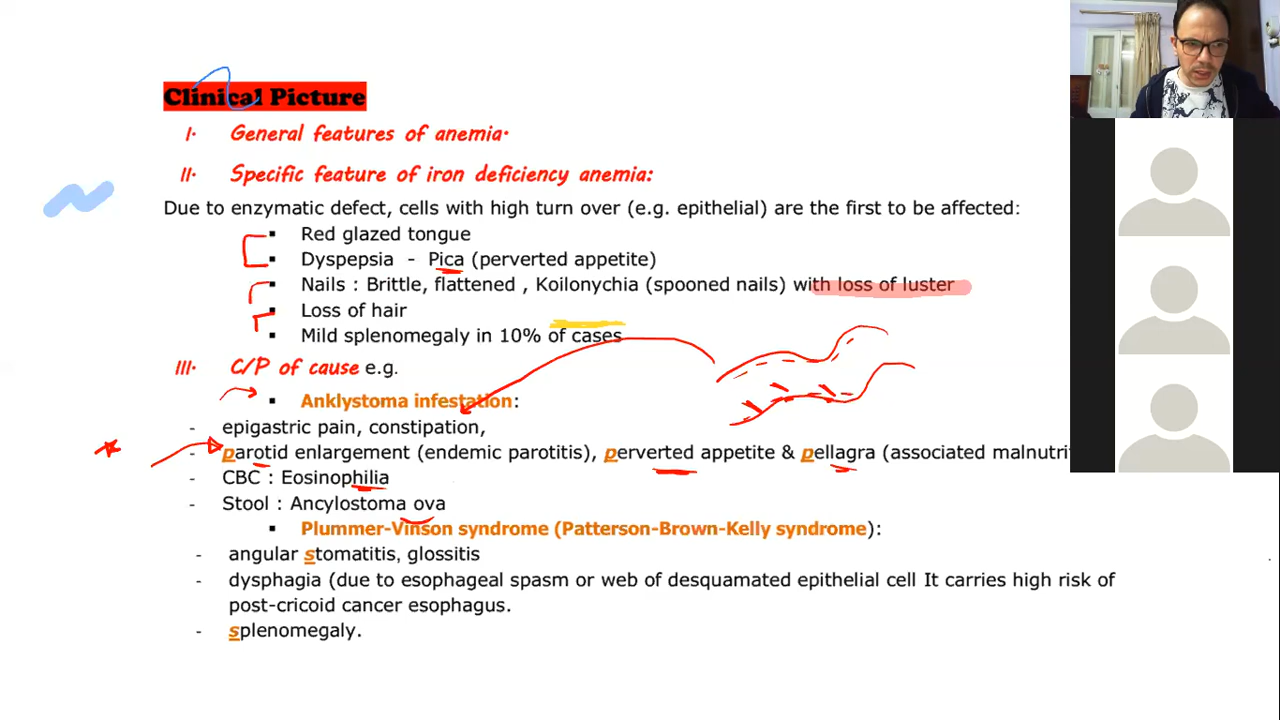 Clinical Picture
I. General features of anemia.
II. Specific feature of iron deficiency anemia:
Due to enzymatic defect, cells with high turn over (e.g. epithelial) are the first to be affected:
▪ Red glazed tongue
▪ Dyspepsia - Pica (perverted appetite)
▪ Nails : Brittle, flattened , Koilonychia (spooned nails) with loss of luster
▪ Loss of hair
▪ Mild splenomegaly in 10% of cases
III. C/P of cause e.g.
▪ Anklystoma infestation:
- epigastric pain, constipation,
- parotid enlargement (endemic parotitis), perverted appetite & pellagra (associated malnutri
- CBC : Eosinophilia
- Stool : Ancylostoma ova
▪ Plummer-Vinson syndrome (Patterson-Brown-Kelly syndrome):
- angular stomatitis, glossitis
- dysphagia (due to esophageal spasm or web of desquamated epithelial cell It carries high risk of
post-cricoid cancer esophagus.
- splenomegaly.